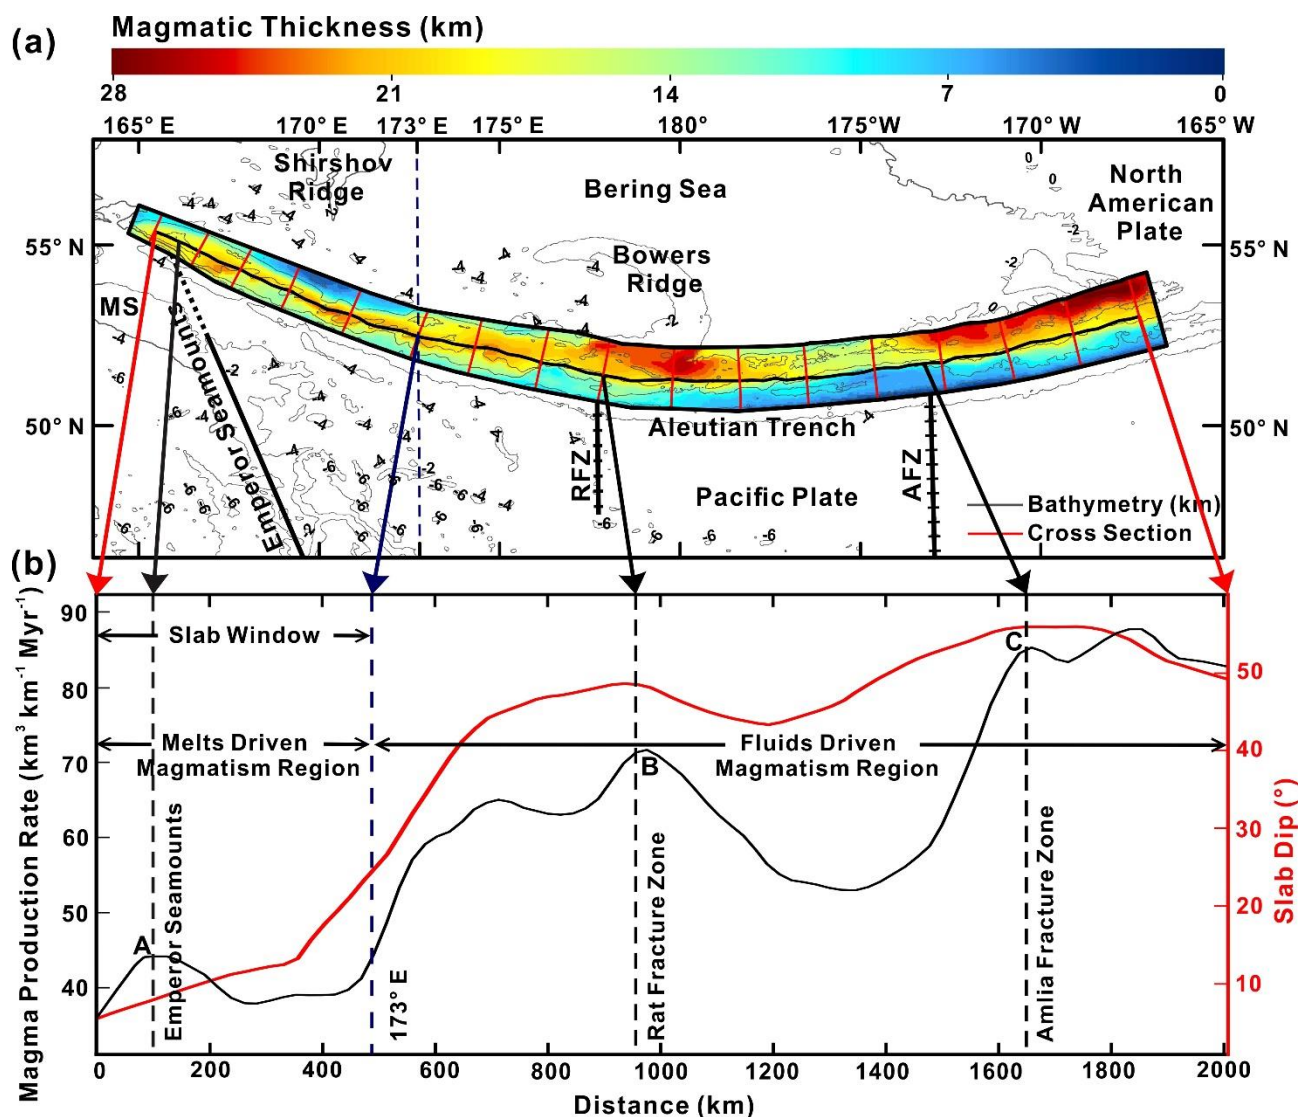 Magmatic Thickness (km)
(a)
28 21 14 7 0
165° E 170° E 173° E 175° E 180° 175° W 170° W 165° W
Shirshov
Ridge
Bering Sea
North
American
Plate
55° N
55° N
Bowers
Ridge
MS
Emperor Seamounts
50° N
50° N
Aleutian Trench
RFZ
AFZ
Pacific Plate
Bathymetry (km)
Cross Section
(b)
Magma Production Rate (km³ km⁻¹ Myr⁻¹)
90
80
70
60
50
40
Slab Window
Melts Driven
Magmatism Region
Fluids Driven
Magmatism Region
A
B
C
Emperor Seamounts
173° E
Rat Fracture Zone
Amlia Fracture Zone
50
40
30
20
10
Slab Dip (°)
0 200 400 600 800 1000 1200 1400 1600 1800 2000
Distance (km)